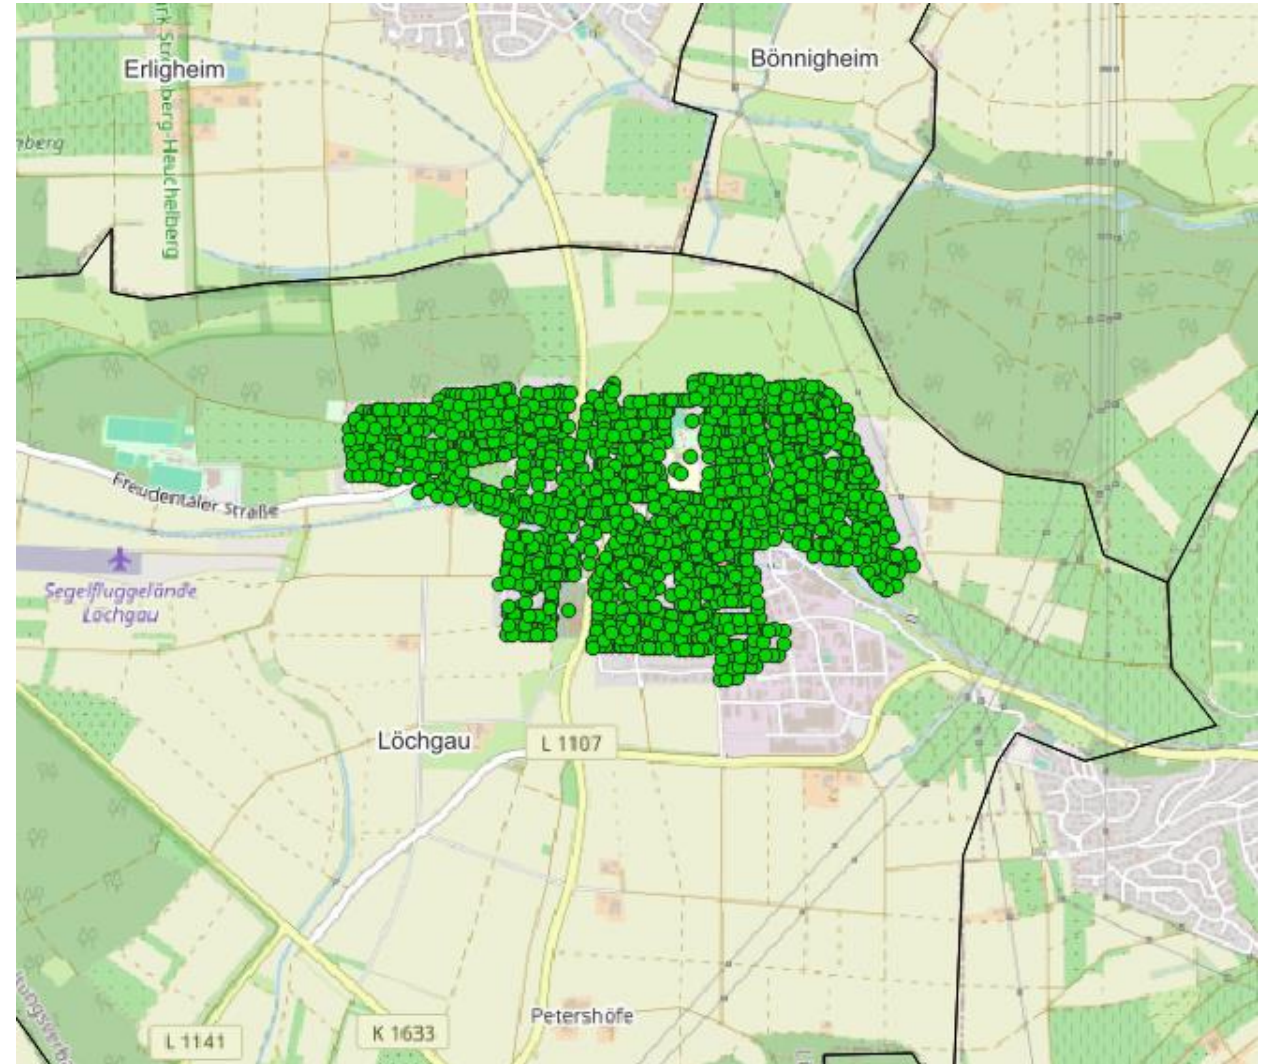 Erligheim
Bönnigheim
Freudentaler Straße
Segelfluggelände
Löchgau
Löchgau
L 1107
Petershöfe
L 1141
K 1633